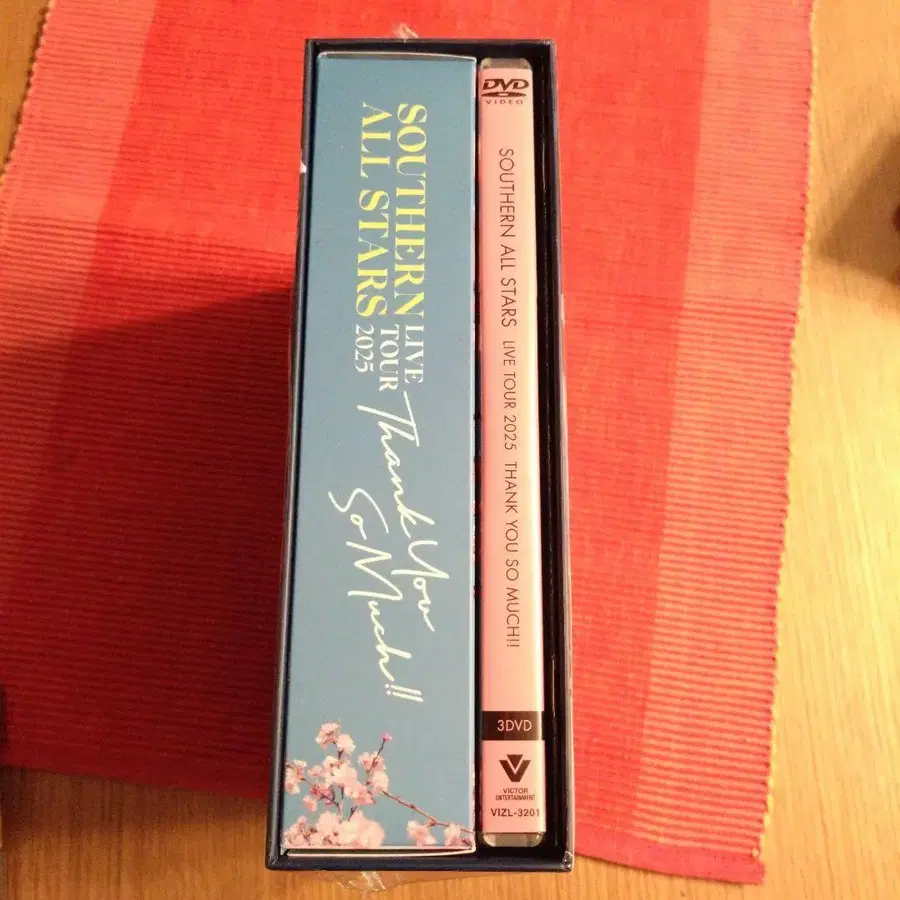 SOUTHERN
ALL STARS
LIVE
TOUR
2025
Thank You
So Much!!
DVD
VIDEO
SOUTHERN ALL STARS LIVE TOUR 2025 THANK YOU SO MUCH!!
3DVD
VICTOR
ENTERTAINMENT
VIZL-3201